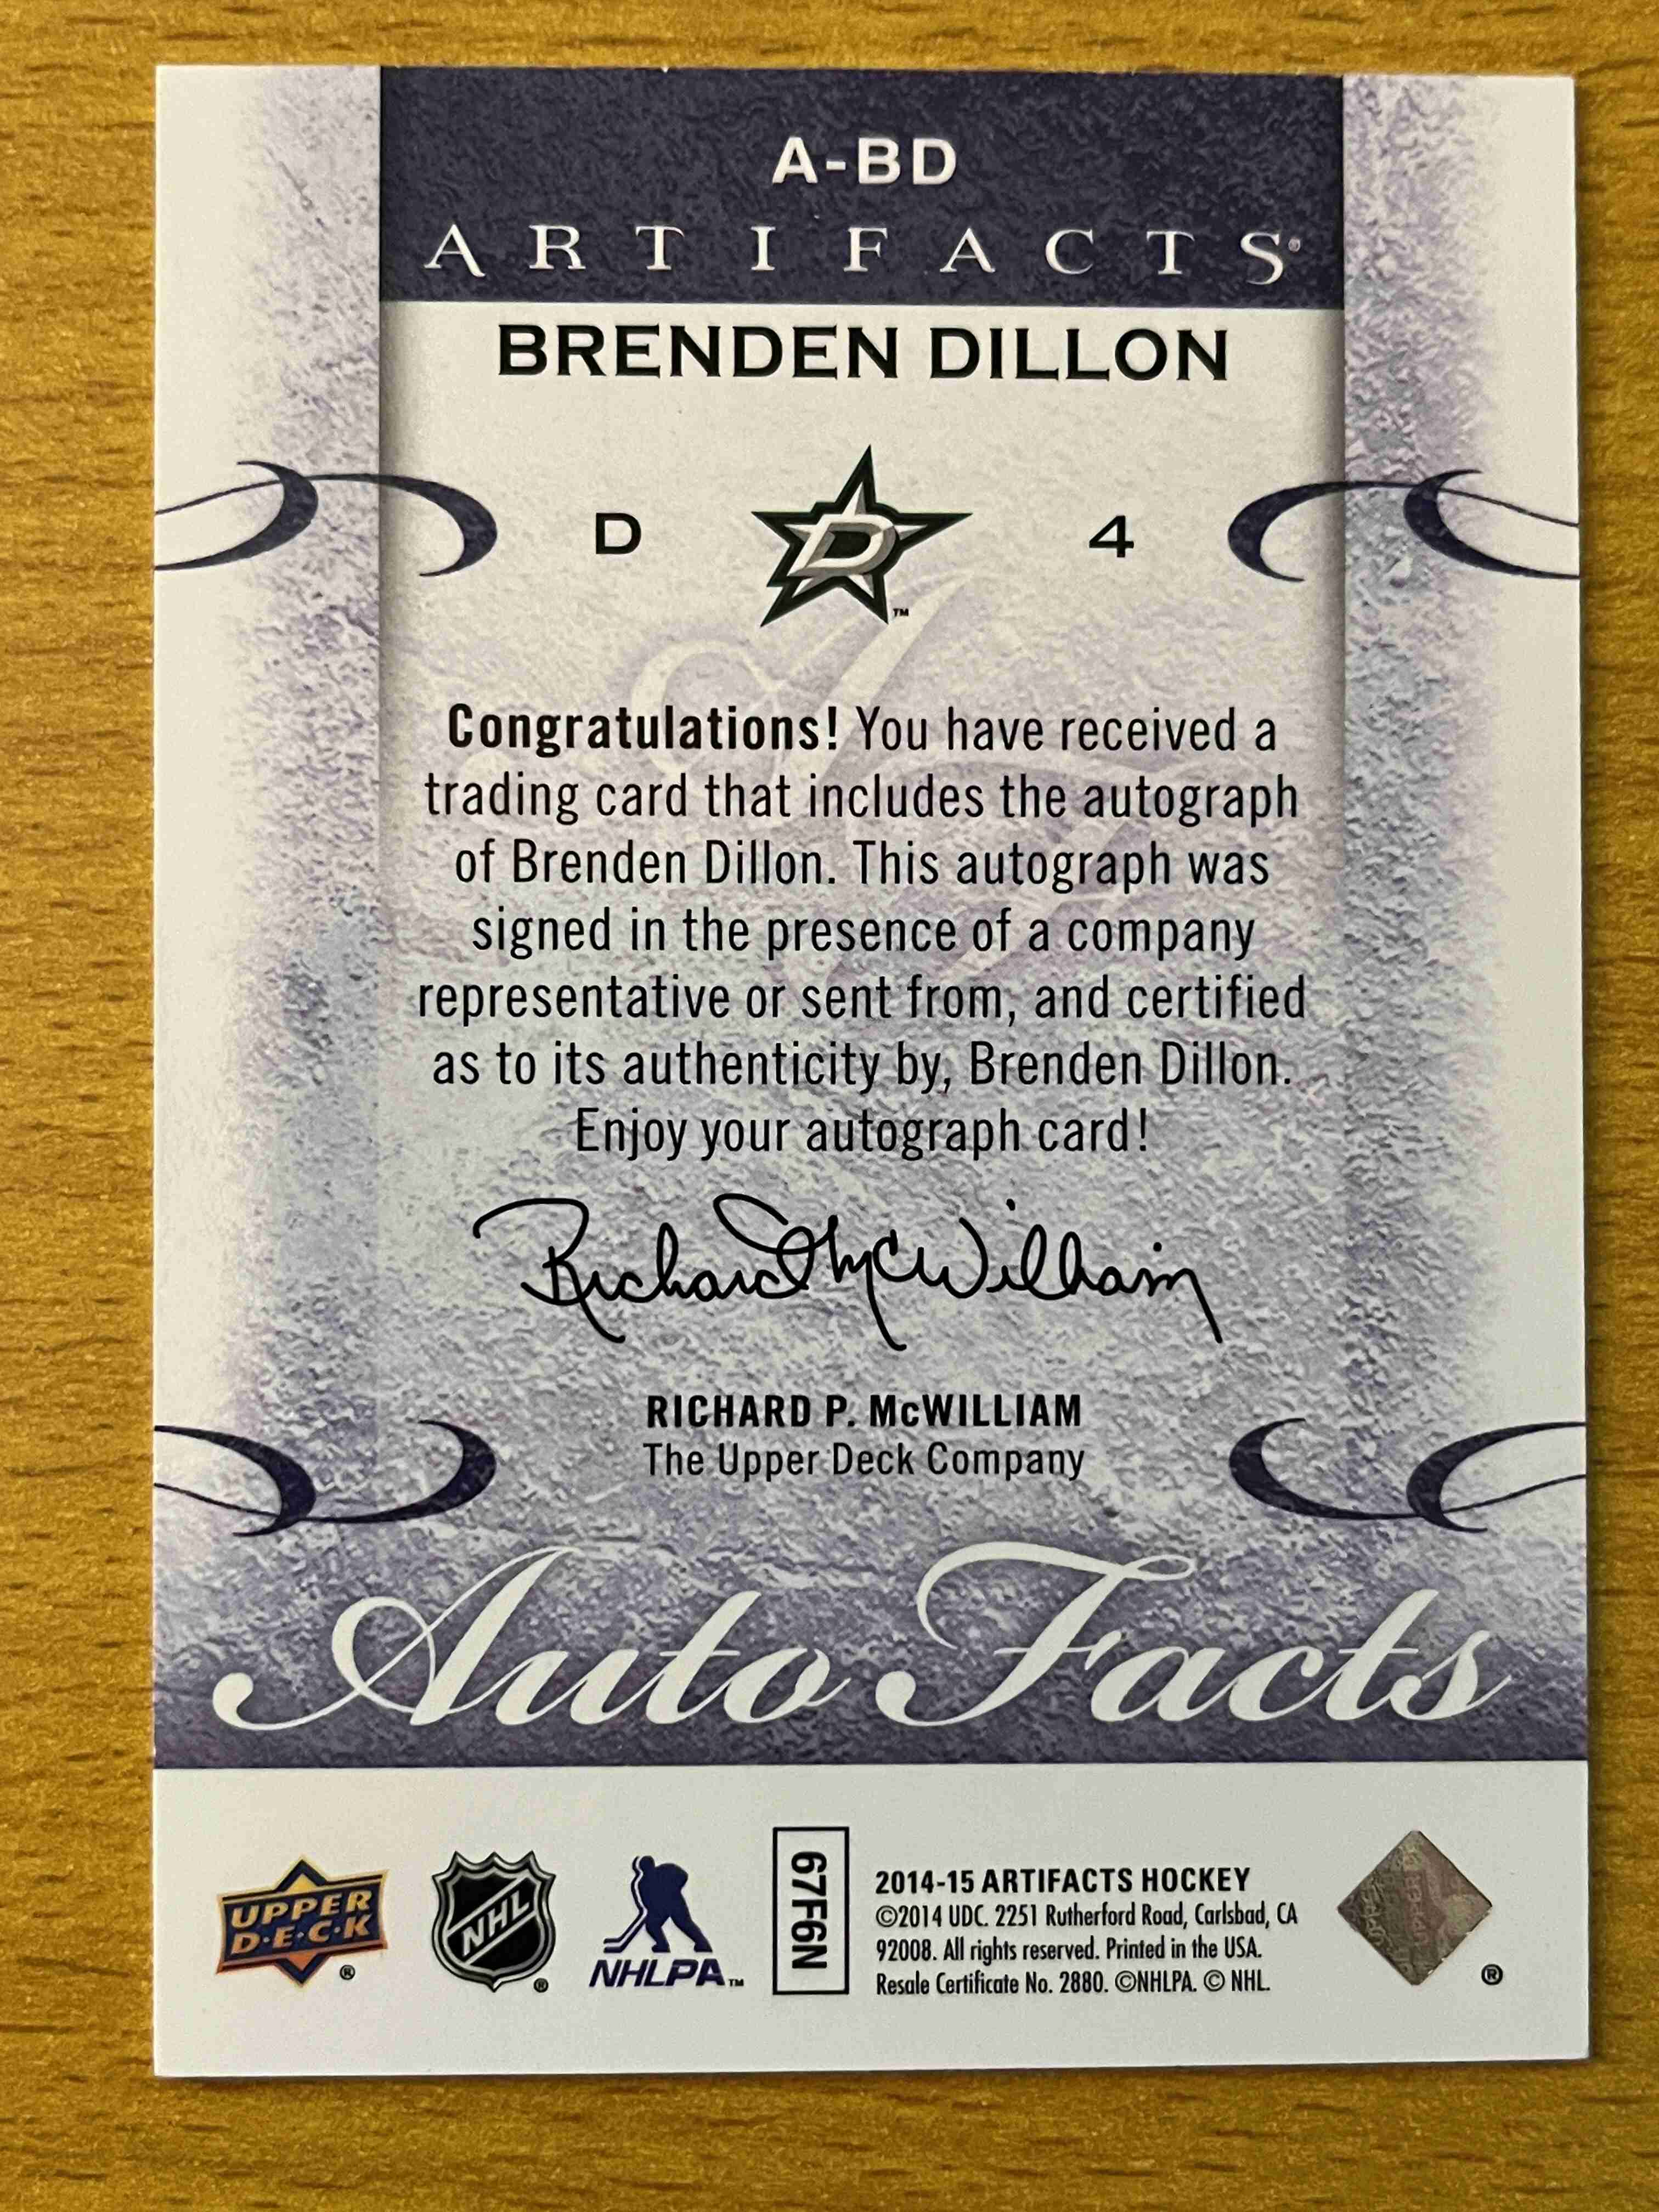 A-BD
ARTIFACTS®
BRENDEN DILLON
D D 4
™
Congratulations! You have received a
trading card that includes the autograph
of Brenden Dillon. This autograph was
signed in the presence of a company
representative or sent from, and certified
as to its authenticity by, Brenden Dillon.
Enjoy your autograph card!
Richard McWilliam
RICHARD P. McWILLIAM
The Upper Deck Company
Auto Facts
UPPER
D·E·C·K
®
NHL
®
NHLPA™
67F6N
2014-15 ARTIFACTS HOCKEY
©2014 UDC. 2251 Rutherford Road, Carlsbad, CA
92008. All rights reserved. Printed in the USA.
Resale Certificate No. 2880. ©NHLPA. © NHL.
®